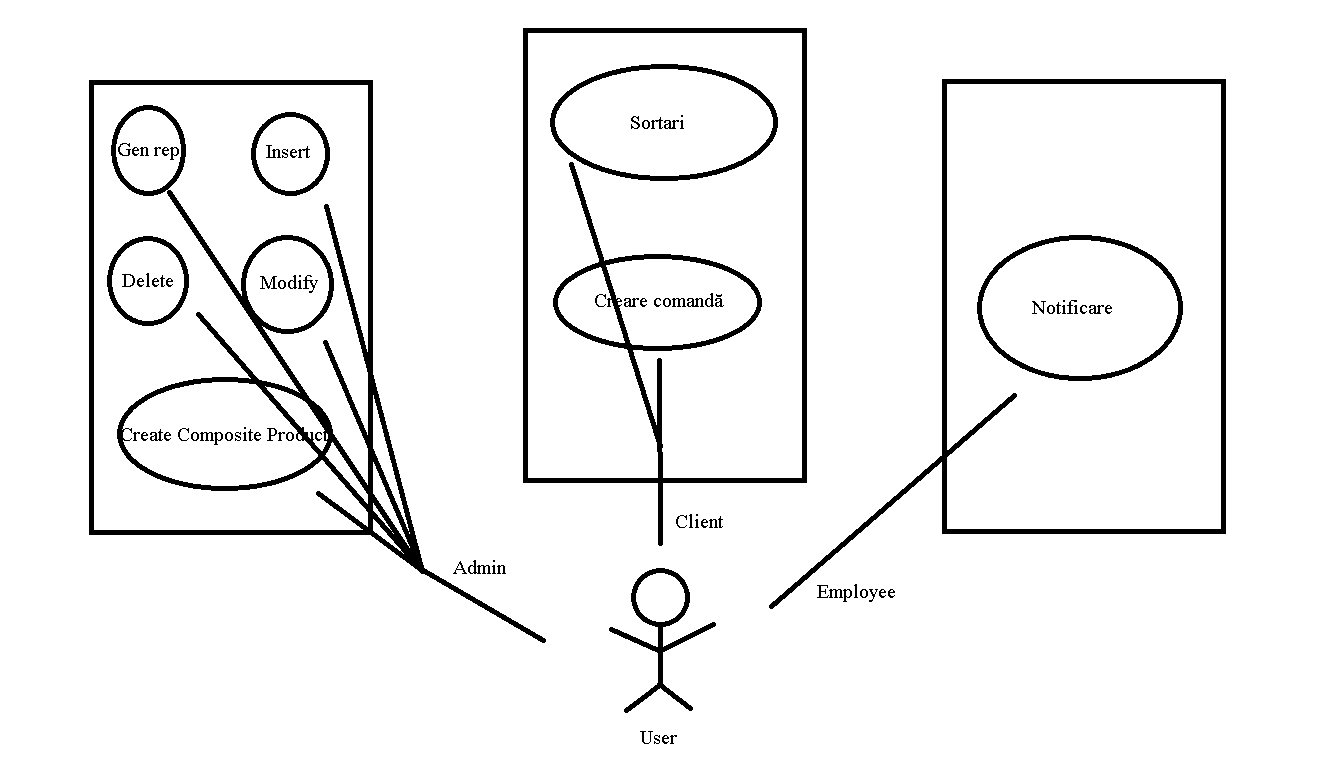 Gen rep
Insert
Delete
Modify
Create Composite Product
Sortari
Creare comandă
Notificare
Admin
Client
Employee
User